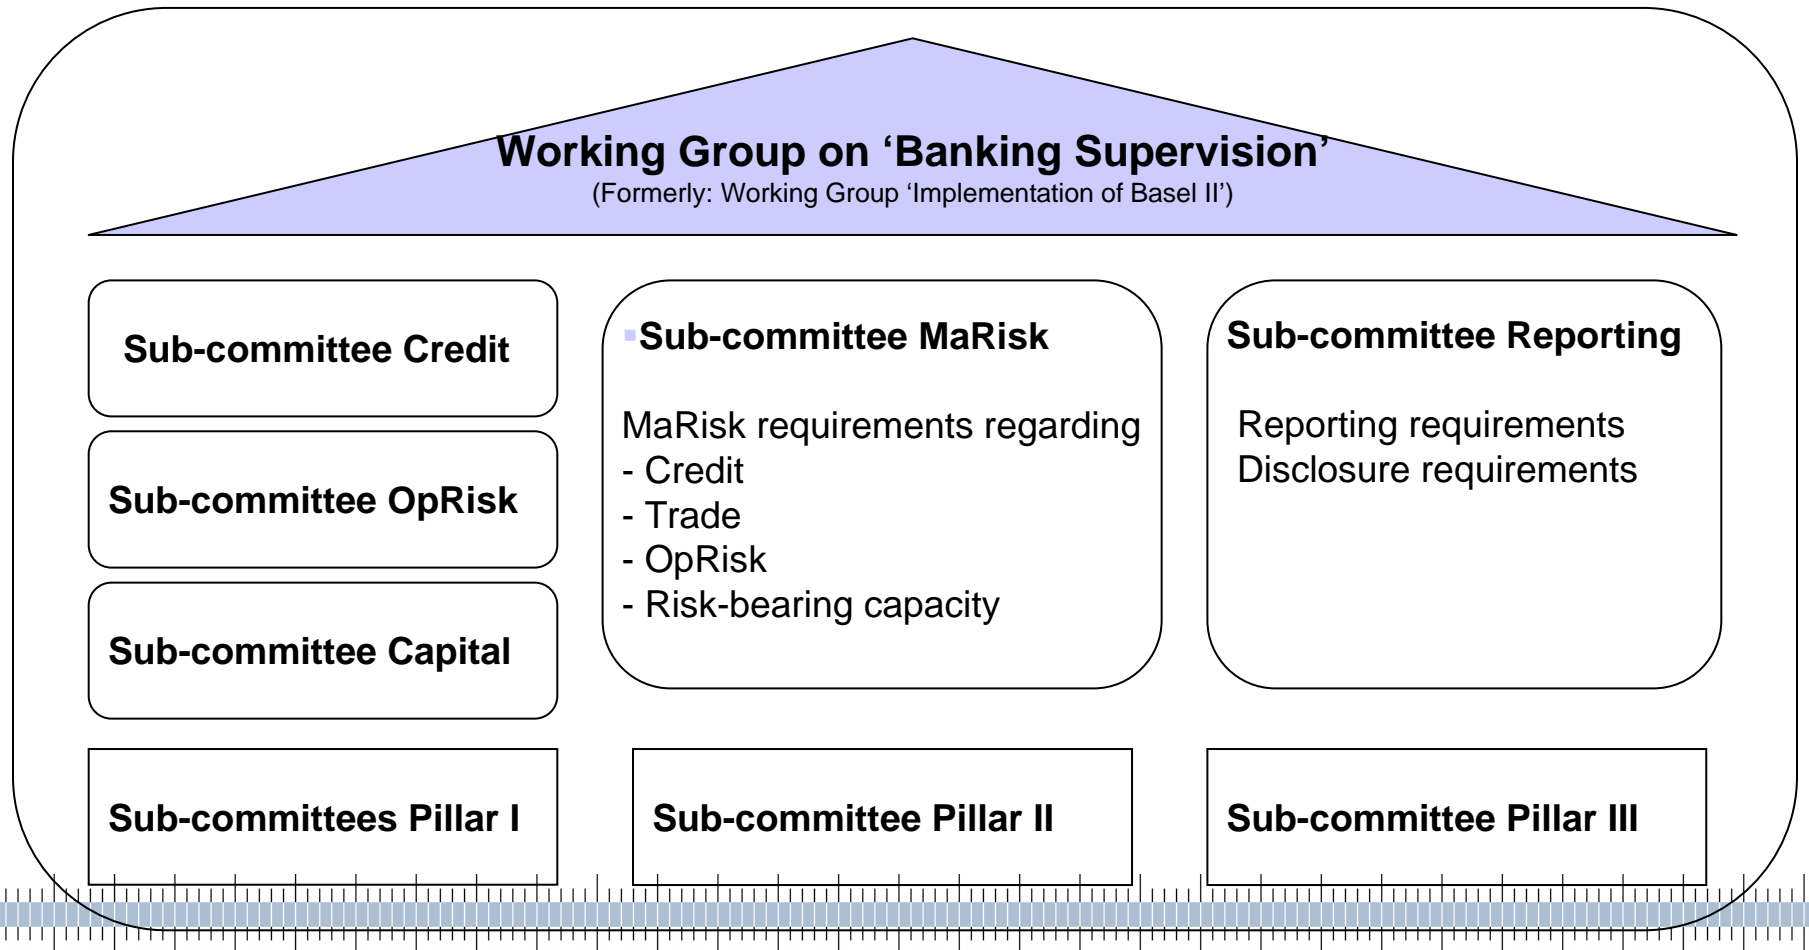 Working Group on ‘Banking Supervision’
(Formerly: Working Group ‘Implementation of Basel II’)
Sub-committee Credit
Sub-committee OpRisk
Sub-committee Capital
Sub-committees Pillar I
Sub-committee MaRisk
MaRisk requirements regarding
- Credit
- Trade
- OpRisk
- Risk-bearing capacity
Sub-committee Pillar II
Sub-committee Reporting
Reporting requirements
Disclosure requirements
Sub-committee Pillar III